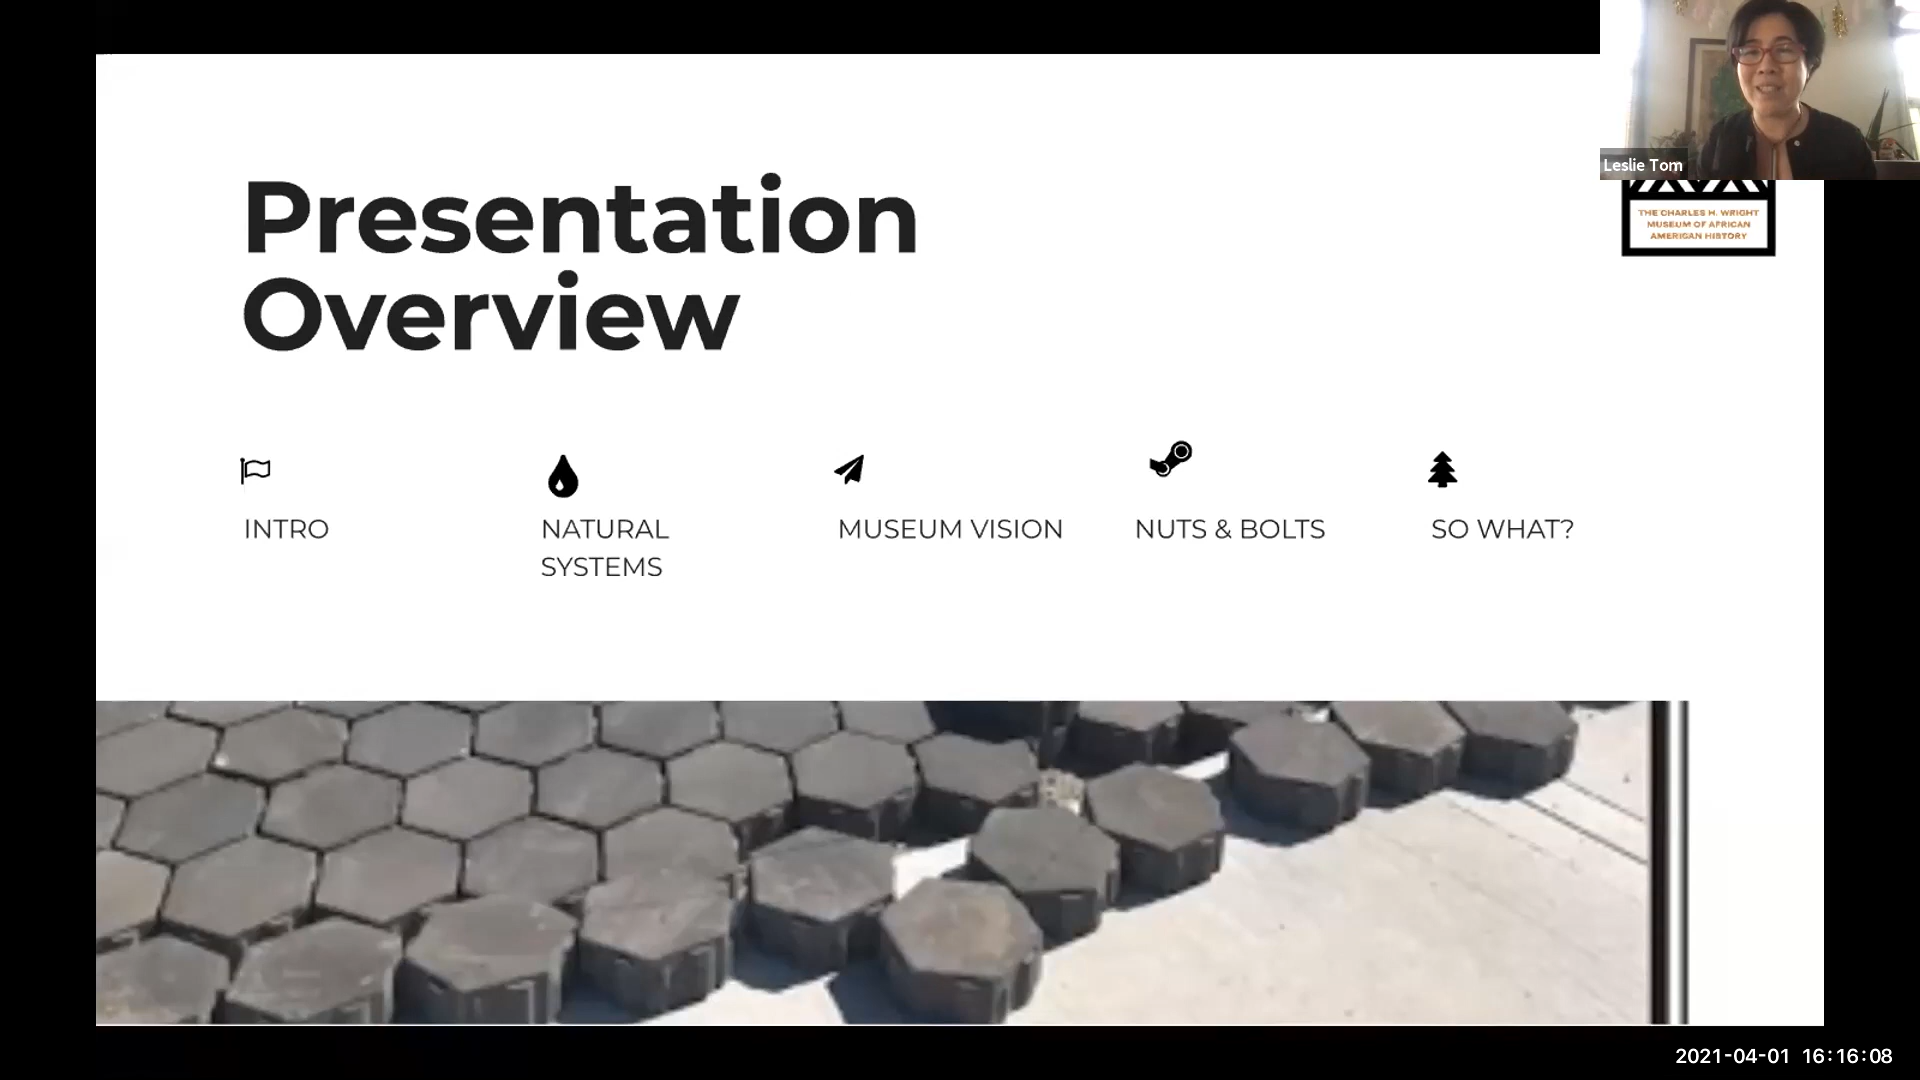 Leslie Tom
THE CHARLES H. WRIGHT
MUSEUM OF AFRICAN
AMERICAN HISTORY
Presentation
Overview
INTRO
NATURAL
SYSTEMS
MUSEUM VISION
NUTS & BOLTS
SO WHAT?
2021-04-01 16:16:08